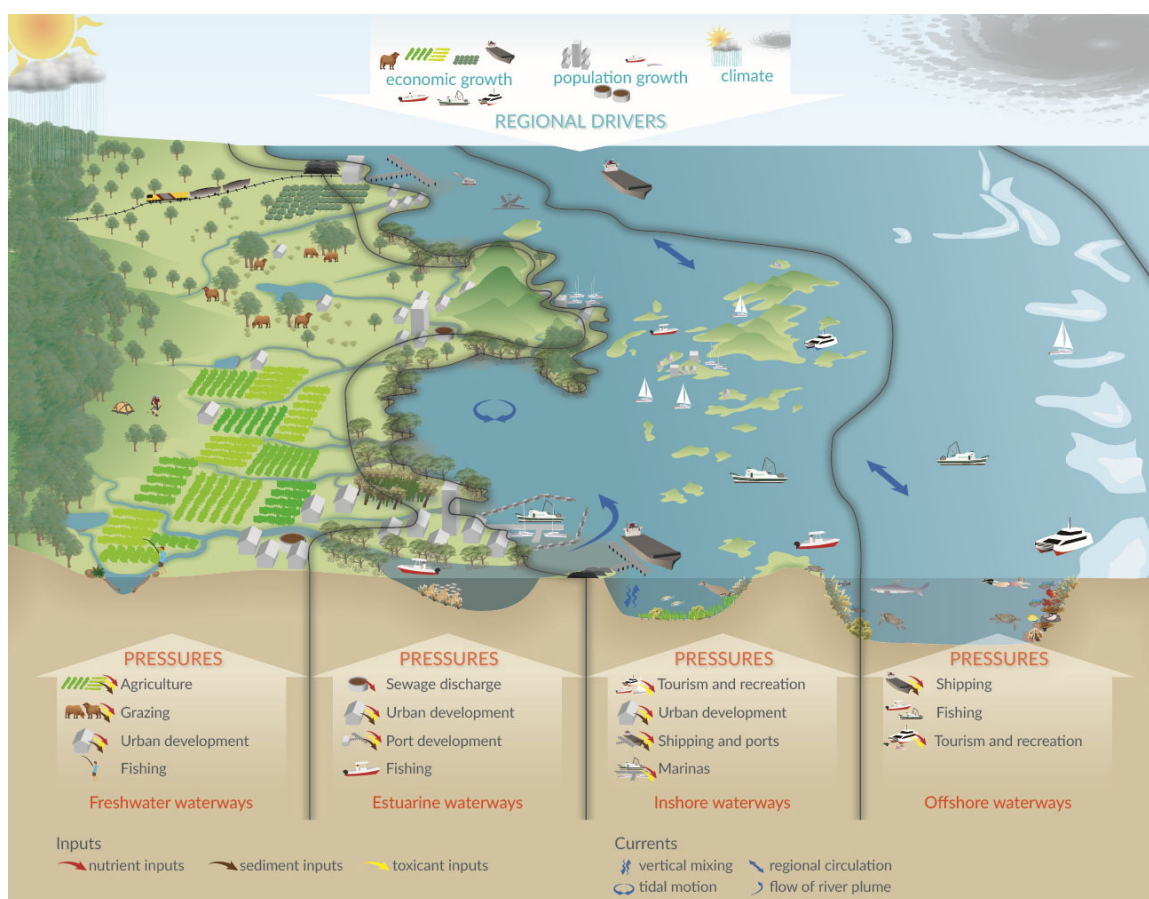 economic growth
population growth
climate
REGIONAL DRIVERS
PRESSURES
Agriculture
Grazing
Urban development
Fishing
Freshwater waterways
PRESSURES
Sewage discharge
Urban development
Port development
Fishing
Estuarine waterways
PRESSURES
Tourism and recreation
Urban development
Shipping and ports
Marinas
Inshore waterways
PRESSURES
Shipping
Fishing
Tourism and recreation
Offshore waterways
Inputs
nutrient inputs
sediment inputs
toxicant inputs
Currents
vertical mixing
regional circulation
tidal motion
flow of river plume